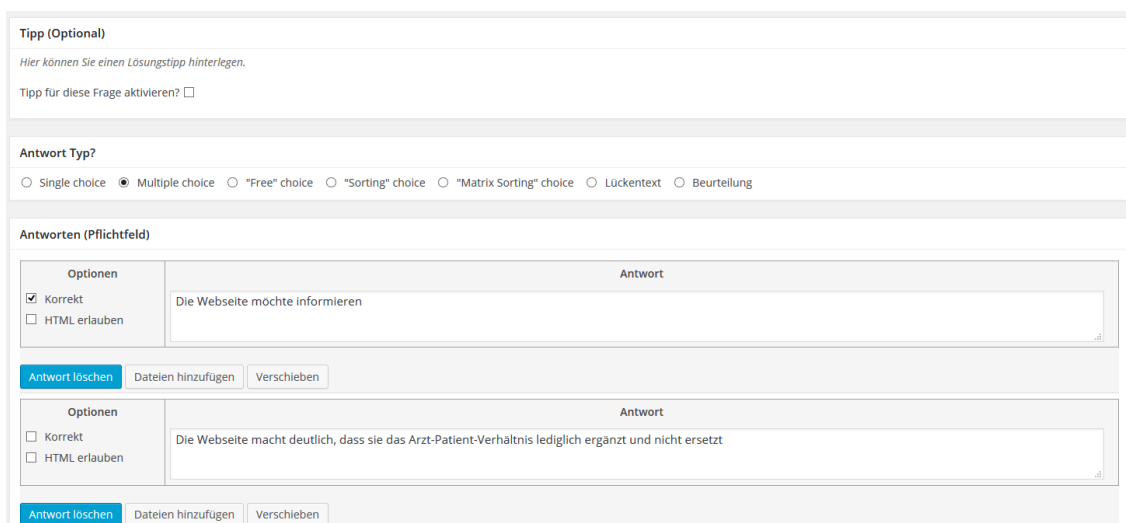 Tipp (Optional)
Hier können Sie einen Lösungstipp hinterlegen.
Tipp für diese Frage aktivieren?
Antwort Typ?
Single choice Multiple choice "Free" choice "Sorting" choice "Matrix Sorting" choice Lückentext Beurteilung
Antworten (Pflichtfeld)
Optionen Antwort
Korrekt Die Webseite möchte informieren
HTML erlauben
Antwort löschen Dateien hinzufügen Verschieben
Optionen Antwort
Korrekt Die Webseite macht deutlich, dass sie das Arzt-Patient-Verhältnis lediglich ergänzt und nicht ersetzt
HTML erlauben
Antwort löschen Dateien hinzufügen Verschieben